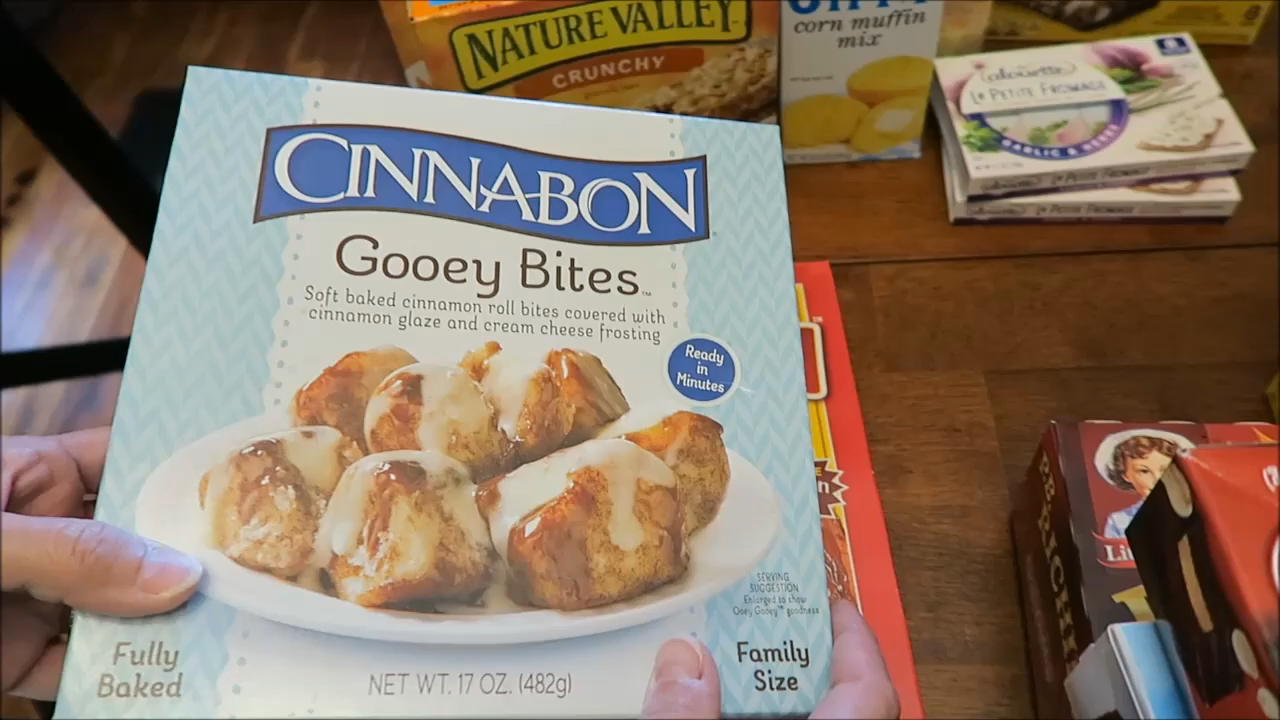 NATURE VALLEY
CRUNCHY
corn muffin
mix
alouette
Le PETITE FROMAGE
GARLIC & HERBS
CINNABON
Gooey Bites™
Soft baked cinnamon roll bites covered with
cinnamon glaze and cream cheese frosting
Ready
in
Minutes
SERVING
SUGGESTION
Enlarged to show
Ooey Gooey™ goodness
Fully
Baked
NET WT. 17 OZ. (482g)
Family
Size